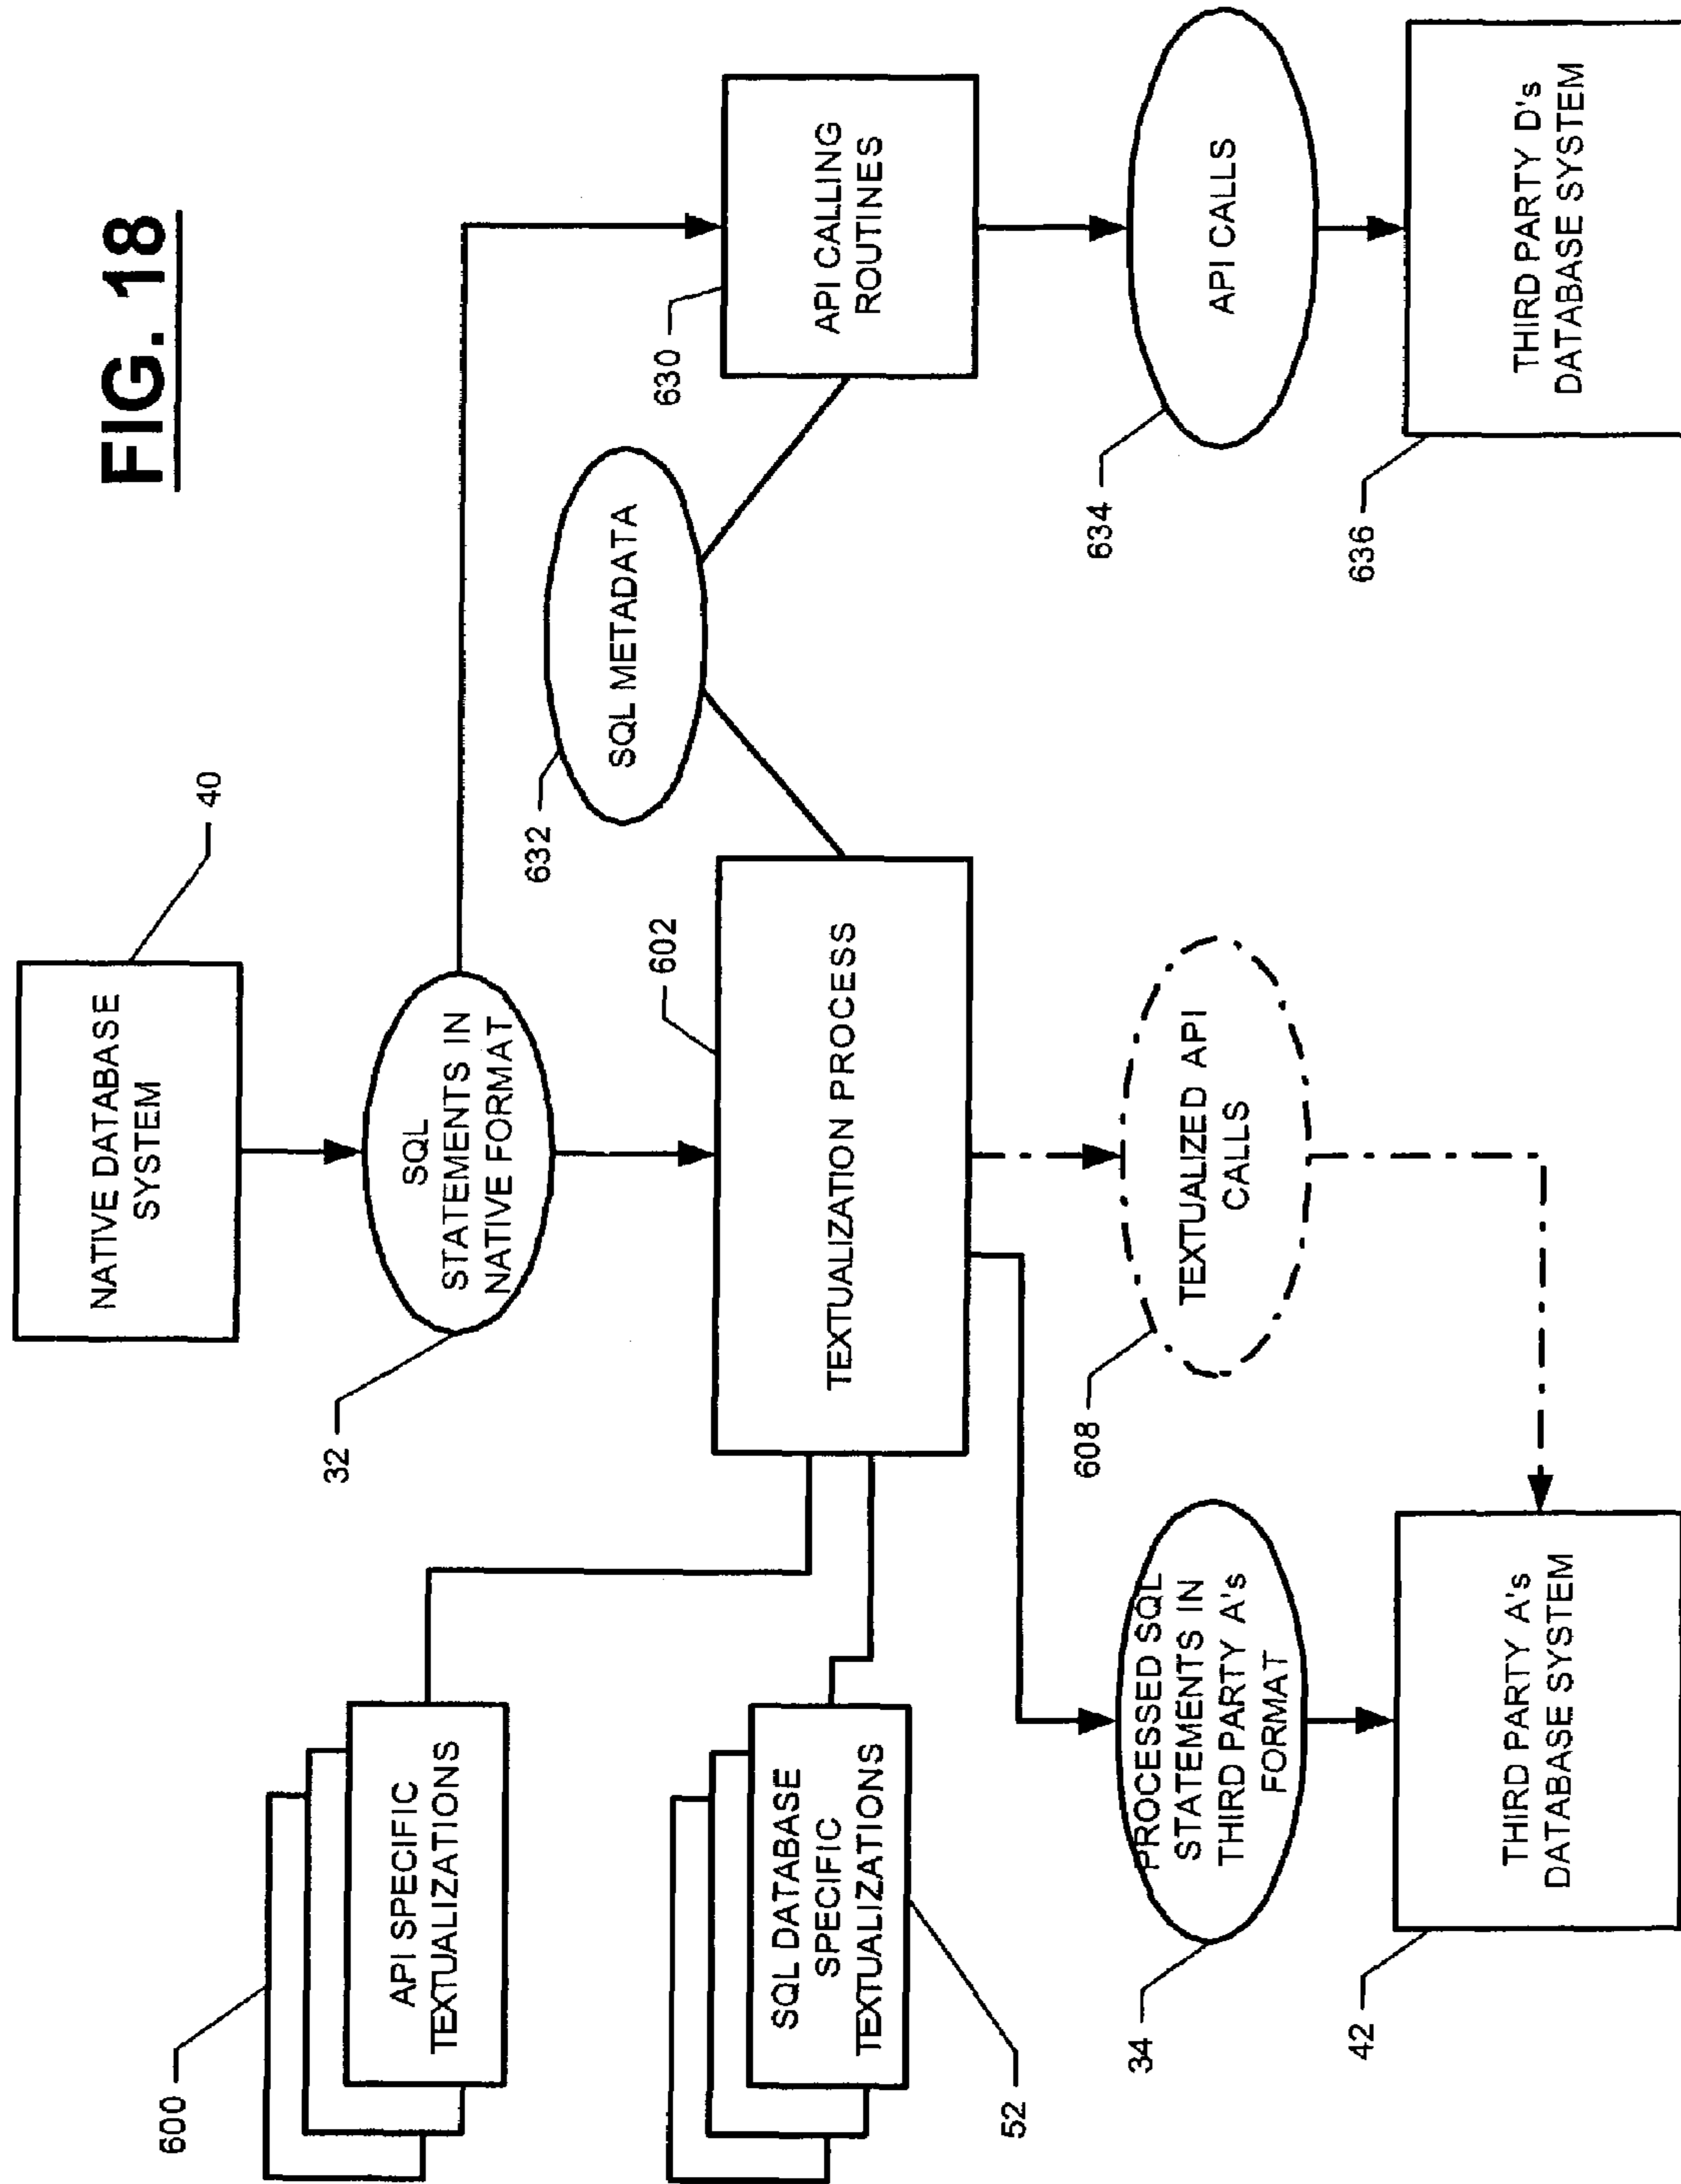 FIG. 18
NATIVE DATABASE
SYSTEM
40
SQL
STATEMENTS IN
NATIVE FORMAT
32
SQL METADATA
632
API CALLING
ROUTINES
630
API SPECIFIC
TEXTUALIZATIONS
600
TEXTUALIZATION PROCESS
602
SQL DATABASE
SPECIFIC
TEXTUALIZATIONS
52
PROCESSED SQL
STATEMENTS IN
THIRD PARTY A's
FORMAT
34
TEXTUALIZED API
CALLS
608
API CALLS
634
THIRD PARTY A's
DATABASE SYSTEM
42
THIRD PARTY D's
DATABASE SYSTEM
636